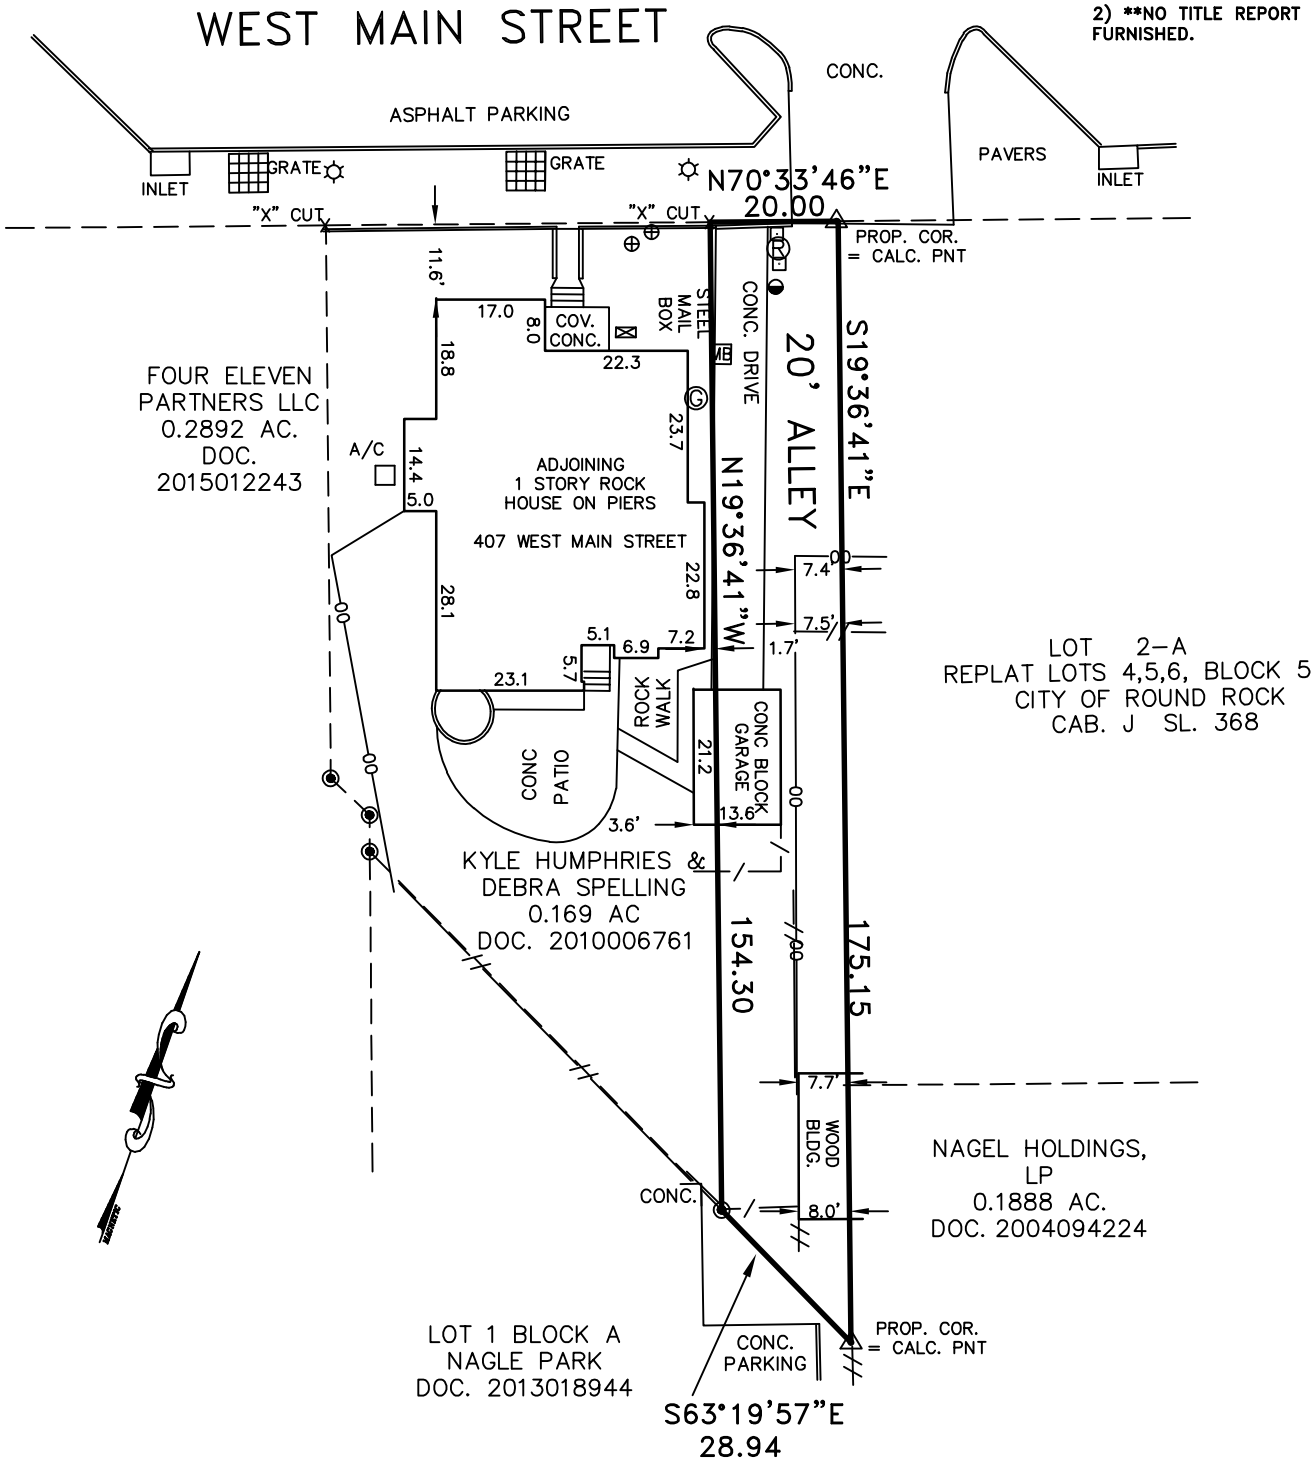 WEST MAIN STREET
2) **NO TITLE REPORT
FURNISHED.
CONC.
ASPHALT PARKING
PAVERS
INLET
GRATE
GRATE
INLET
N70°33'46"E
20.00
"X" CUT
"X" CUT
PROP. COR.
= CALC. PNT
11.6'
17.0
8.0
COV.
CONC.
STEEL
MAIL
BOX
R
CONC. DRIVE
MB
20' ALLEY
S19°36'41"E
18.8
22.3
G
23.7
FOUR ELEVEN
PARTNERS LLC
0.2892 AC.
DOC.
2015012243
A/C
14.4
5.0
ADJOINING
1 STORY ROCK
HOUSE ON PIERS
407 WEST MAIN STREET
N19°36'41"W
22.8
28.1
7.4'
7.5'
5.1
6.9
7.2
1.7'
5.7
23.1
LOT 2-A
REPLAT LOTS 4,5,6, BLOCK 5
CITY OF ROUND ROCK
CAB. J SL. 368
ROCK
WALK
CONC
PATIO
21.2
CONC BLOCK
GARAGE
3.6'
13.6
KYLE HUMPHRIES &
DEBRA SPELLING
0.169 AC
DOC. 2010006761
154.30
175.15
7.7'
WOOD
BLDG.
8.0'
NAGEL HOLDINGS,
LP
0.1888 AC.
DOC. 2004094224
CONC.
MAGNETIC
LOT 1 BLOCK A
NAGLE PARK
DOC. 2013018944
CONC.
PARKING
PROP. COR.
= CALC. PNT
S63°19'57"E
28.94